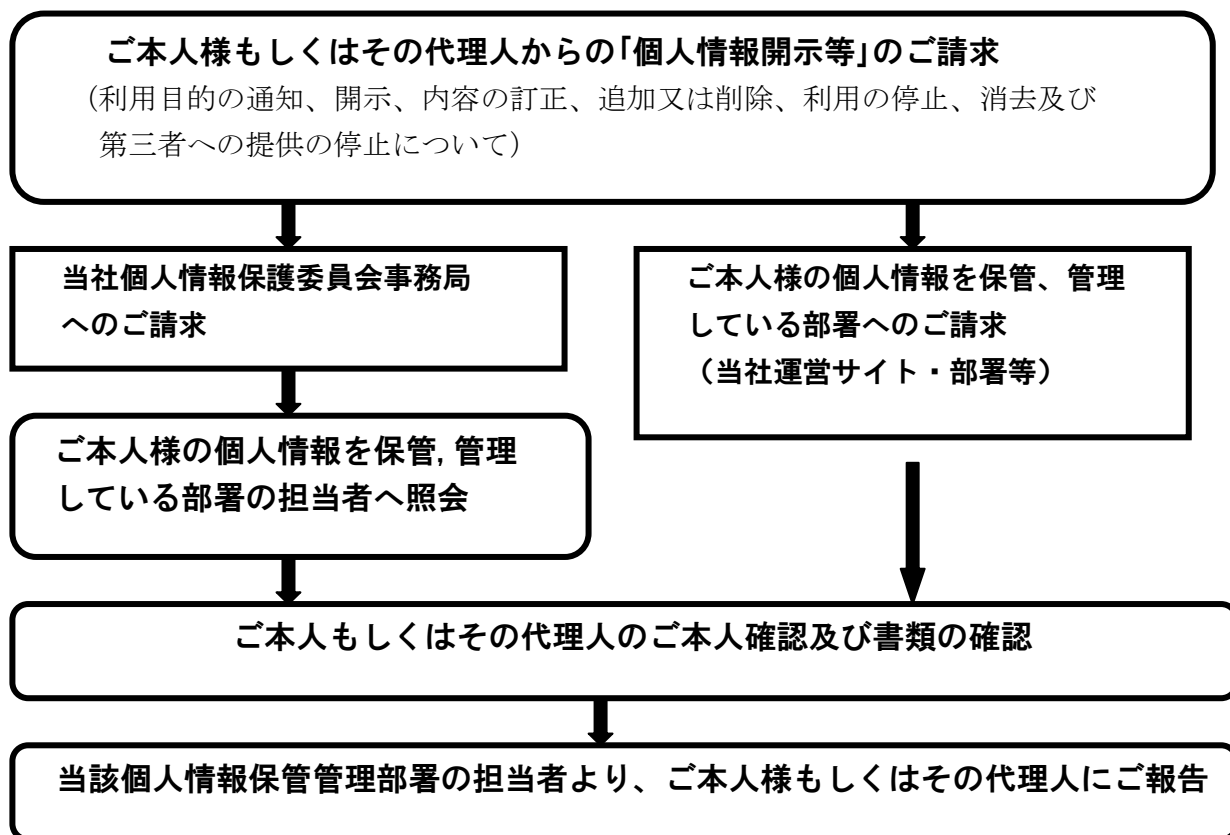 ご本人様もしくはその代理人からの「個人情報開示等」のご請求
(利用目的の通知、開示、内容の訂正、追加又は削除、利用の停止、消去及び
第三者への提供の停止について)
当社個人情報保護委員会事務局
へのご請求
ご本人様の個人情報を保管、管理
している部署へのご請求
（当社運営サイト・部署等）
ご本人様の個人情報を保管,管理
している部署の担当者へ照会
ご本人もしくはその代理人のご本人確認及び書類の確認
当該個人情報保管管理部署の担当者より、ご本人様もしくはその代理人にご報告